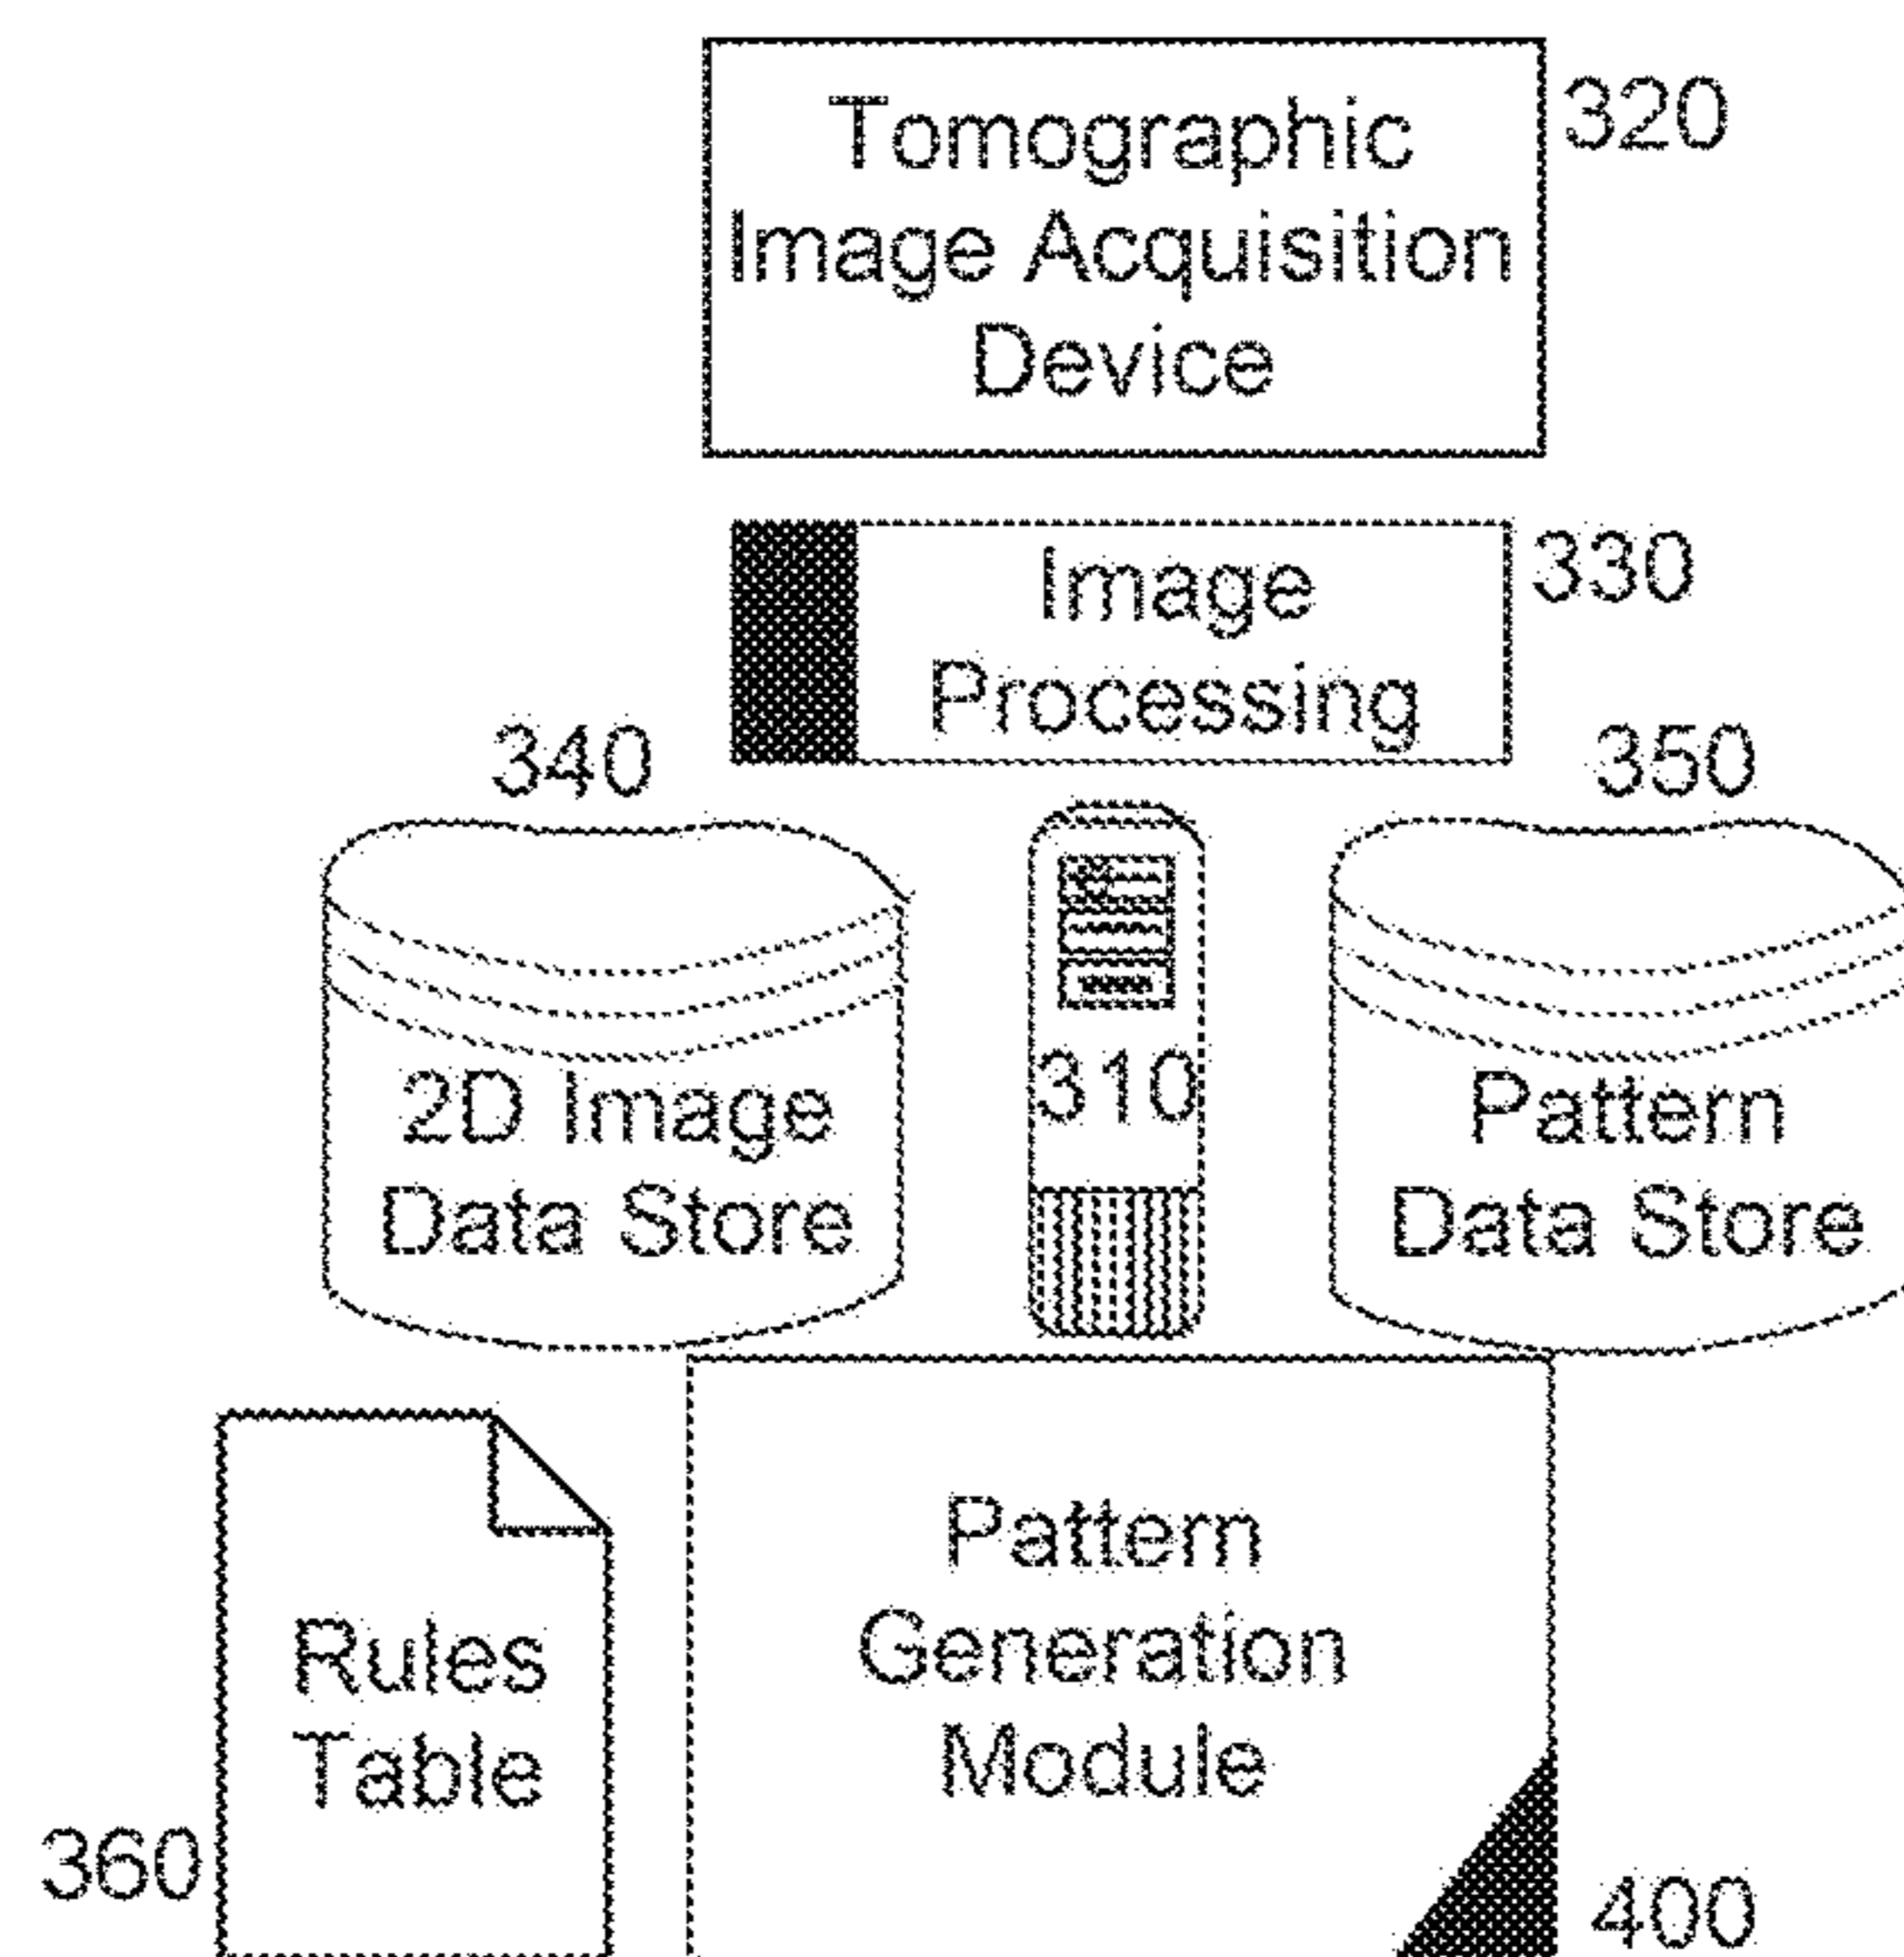 Tomographic
Image Acquisition
Device
320
Image
Processing
330
340
350
2D Image
Data Store
310
Pattern
Data Store
Rules
Table
360
Pattern
Generation
Module
400